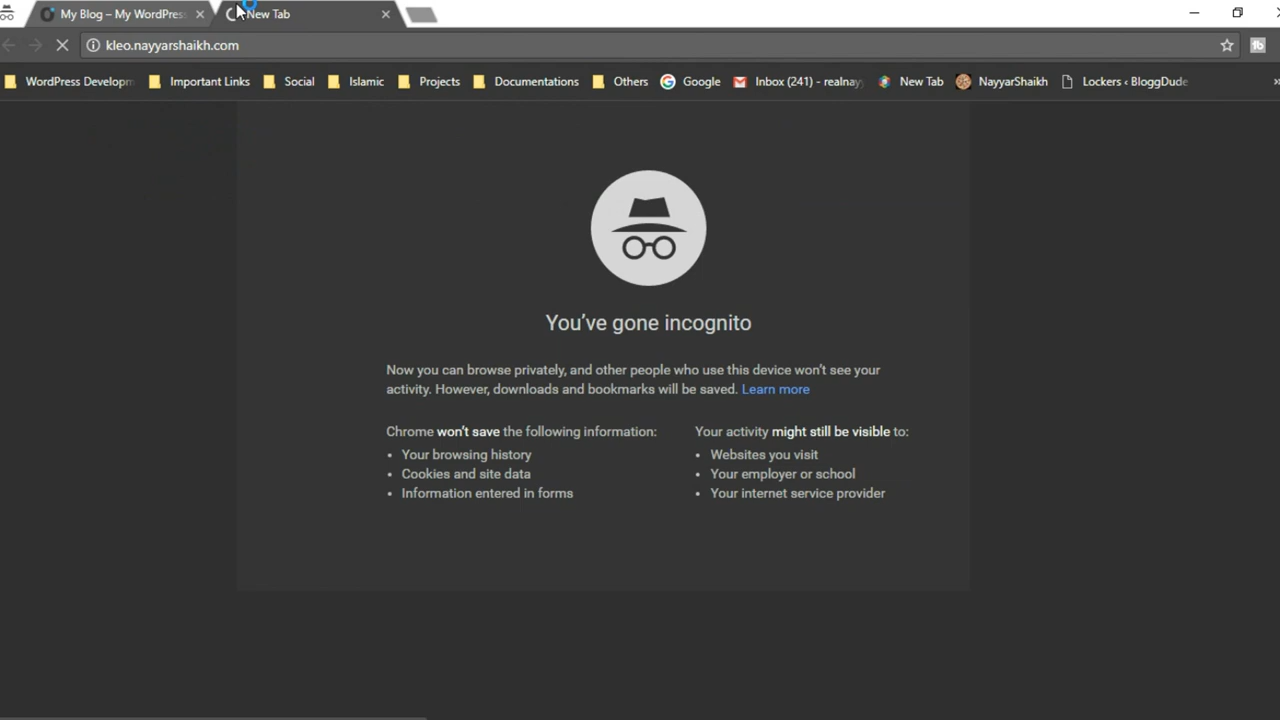 My Blog – My WordPres
New Tab
kleo.nayyarshaikh.com
WordPress Developm
Important Links
Social
Islamic
Projects
Documentations
Others
Google
Inbox (241) - realnay
New Tab
NayyarShaikh
Lockers ‹ BloggDude
»
You've gone incognito
Now you can browse privately, and other people who use this device won't see your
activity. However, downloads and bookmarks will be saved. Learn more
Chrome won't save the following information:
• Your browsing history
• Cookies and site data
• Information entered in forms
Your activity might still be visible to:
• Websites you visit
• Your employer or school
• Your internet service provider